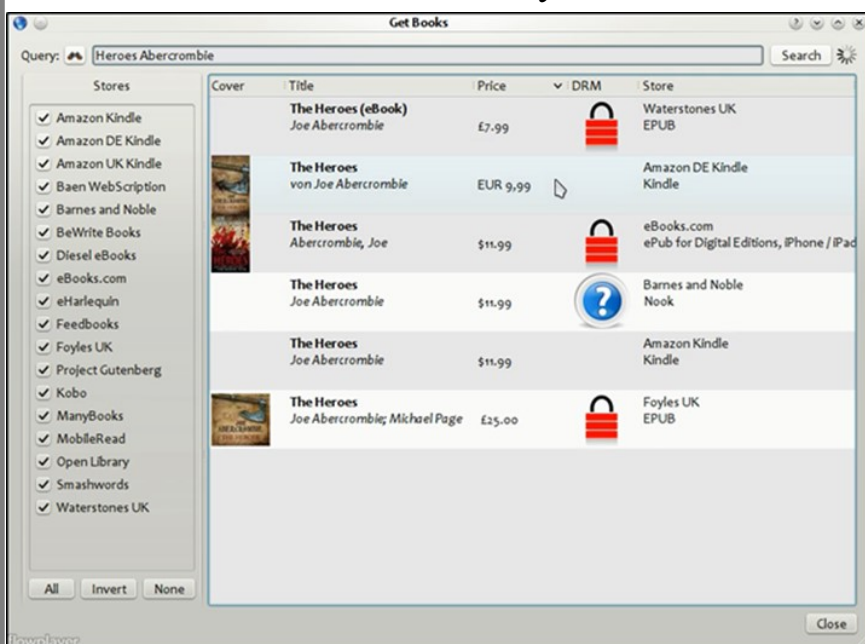 Get Books
Query:
Heroes Abercrombie
Search
Stores
Amazon Kindle
Amazon DE Kindle
Amazon UK Kindle
Baen WebScription
Barnes and Noble
BeWrite Books
Diesel eBooks
eBooks.com
eHarlequin
Feedbooks
Foyles UK
Project Gutenberg
Kobo
ManyBooks
MobileRead
Open Library
Smashwords
Waterstones UK
All Invert None
Cover Title Price DRM Store
The Heroes (eBook)
Joe Abercrombie
£7.99
Waterstones UK
EPUB
The Heroes
von Joe Abercrombie
EUR 9,99
Amazon DE Kindle
Kindle
The Heroes
Abercrombie, Joe
$11.99
eBooks.com
ePub for Digital Editions, iPhone / iPad
The Heroes
Joe Abercrombie
$11.99
?
Barnes and Noble
Nook
The Heroes
Joe Abercrombie
$11.99
Amazon Kindle
Kindle
The Heroes
Joe Abercrombie; Michael Page
£25.00
Foyles UK
EPUB
Close
flowplayer